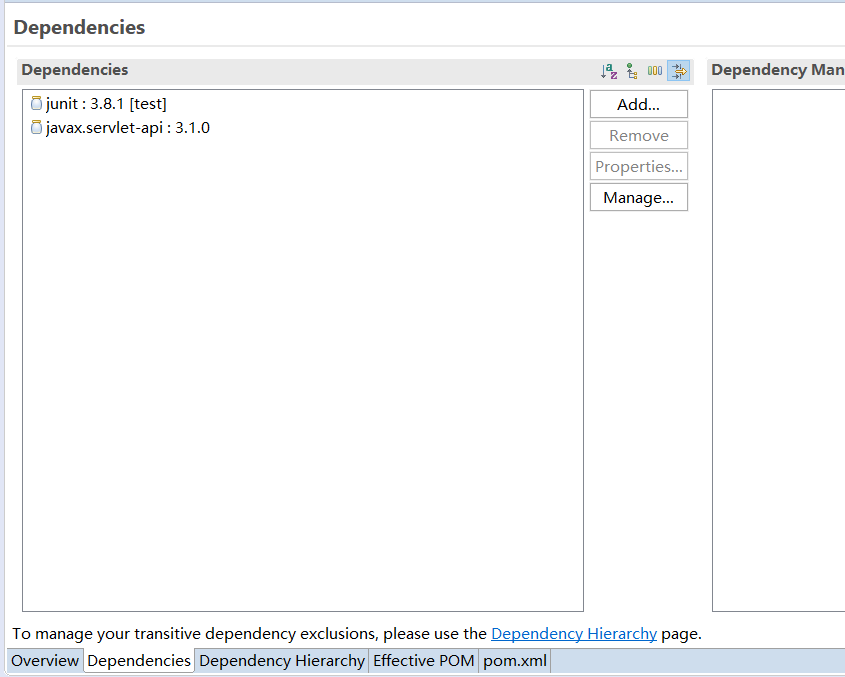 Dependencies
Dependencies
Dependency Man
junit : 3.8.1 [test]
javax.servlet-api : 3.1.0
Add...
Remove
Properties...
Manage...
To manage your transitive dependency exclusions, please use the Dependency Hierarchy page.
Overview Dependencies Dependency Hierarchy Effective POM pom.xml